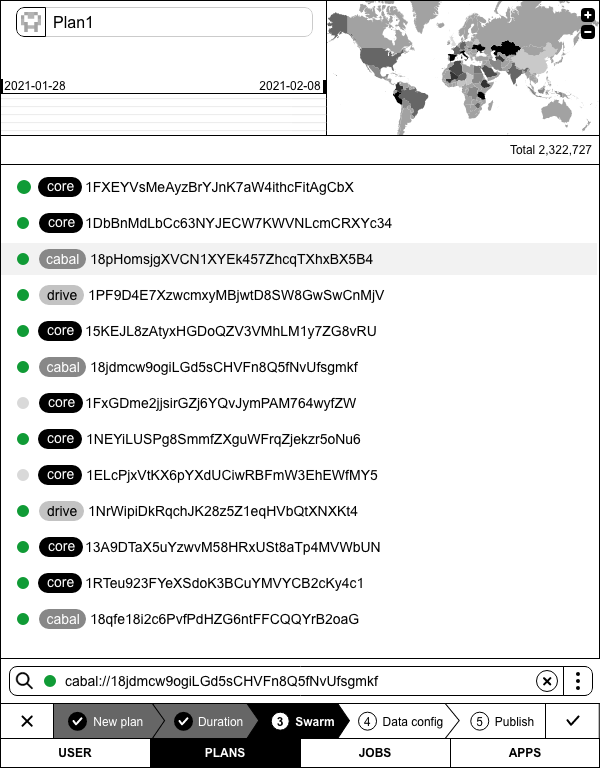 Plan1
2021-01-28 2021-02-08
Total 2,322,727
core 1FXEYVsMeAyzBrYJnK7aW4ithcFitAgCbX
core 1DbBnMdLbCc63NYJECW7KWVNLcmCRXYc34
cabal 18pHomsjgXVCN1XYEk457ZhcqTXhxBX5B4
drive 1PF9D4E7XzwcmxyMBjwtD8SW8GwSwCnMjV
core 15KEJL8zAtyxHGDoQZV3VMhLM1y7ZG8vRU
cabal 18jdmcw9ogiLGd5sCHVFn8Q5fNvUfsgmkf
core 1FxGDme2jjsirGZj6YQvJymPAM764wyfZW
core 1NEYiLUSPg8SmmfZXguWFrqZjekzr5oNu6
core 1ELcPjxVtKX6pYXdUCiwRBFmW3EhEWfMY5
drive 1NrWipiDkRqchJK28z5Z1eqHVbQtXNXKt4
core 13A9DTaX5uYzwvM58HRxUSt8aTp4MVWbUN
core 1RTeu923FYeXSdoK3BCuYMVYCB2cKy4c1
cabal 18qfe18i2c6PvfPdHZG6ntFFCQQYrB2oaG
cabal://18jdmcw9ogiLGd5sCHVFn8Q5fNvUfsgmkf
New plan Duration 3 Swarm 4 Data config 5 Publish
USER PLANS JOBS APPS